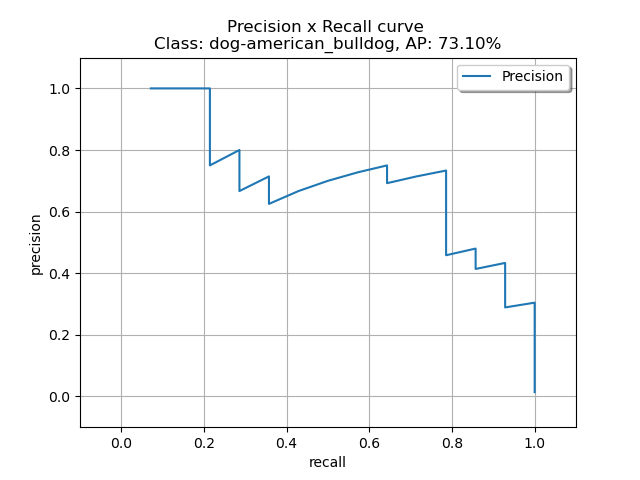 Precision x Recall curve
Class: dog-american_bulldog, AP: 73.10%
Precision
1.0
0.8
0.6
0.4
0.2
0.0
precision
0.0 0.2 0.4 0.6 0.8 1.0
recall